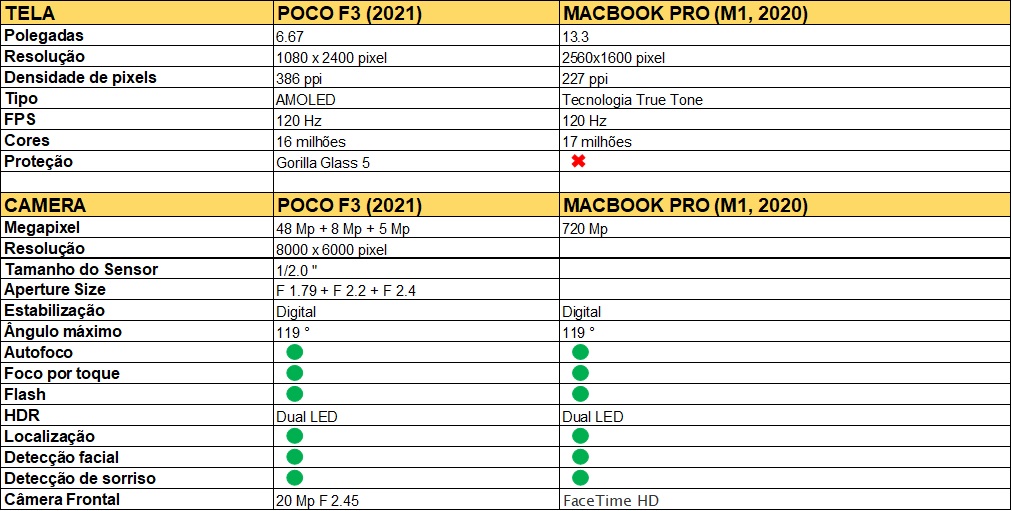 TELA POCO F3 (2021) MACBOOK PRO (M1, 2020)
Polegadas 6.67 13.3
Resolução 1080 x 2400 pixel 2560x1600 pixel
Densidade de pixels 386 ppi 227 ppi
Tipo AMOLED Tecnologia True Tone
FPS 120 Hz 120 Hz
Cores 16 milhões 17 milhões
Proteção Gorilla Glass 5
CAMERA POCO F3 (2021) MACBOOK PRO (M1, 2020)
Megapixel 48 Mp + 8 Mp + 5 Mp 720 Mp
Resolução 8000 x 6000 pixel
Tamanho do Sensor 1/2.0 "
Aperture Size F 1.79 + F 2.2 + F 2.4
Estabilização Digital Digital
Ângulo máximo 119 ° 119 °
Autofoco
Foco por toque
Flash
HDR Dual LED Dual LED
Localização
Detecção facial
Detecção de sorriso
Câmera Frontal 20 Mp F 2.45 FaceTime HD